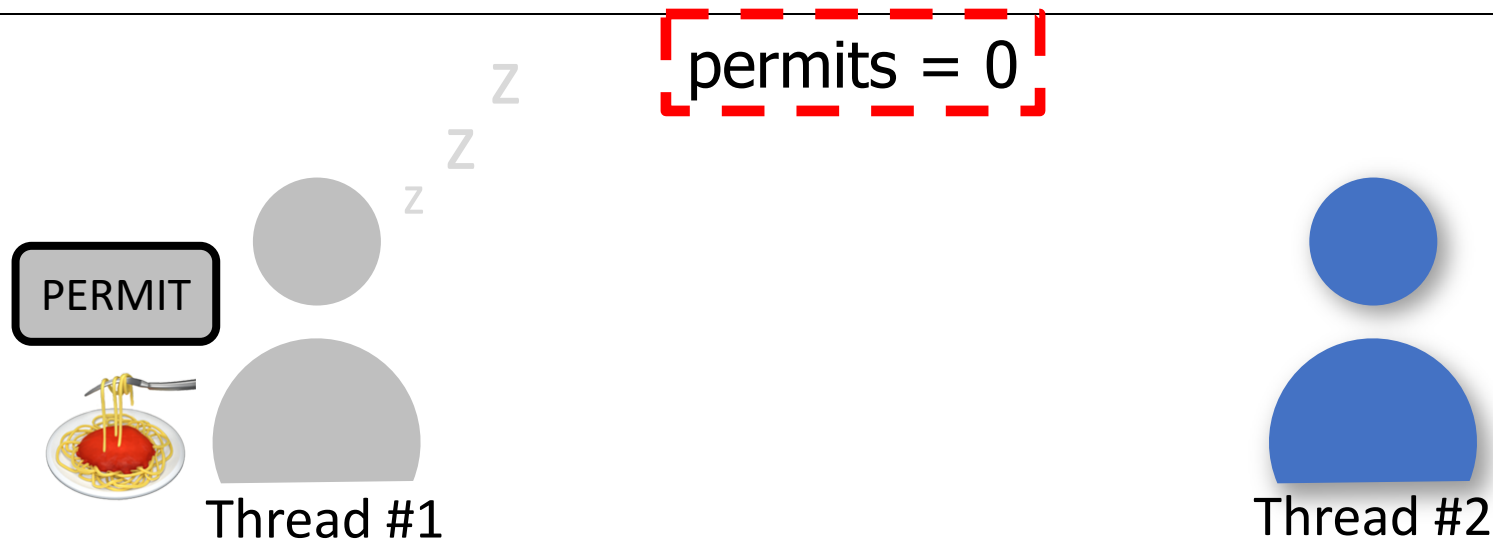 permits = 0
Z
Z
Z
PERMIT
Thread #1
Thread #2